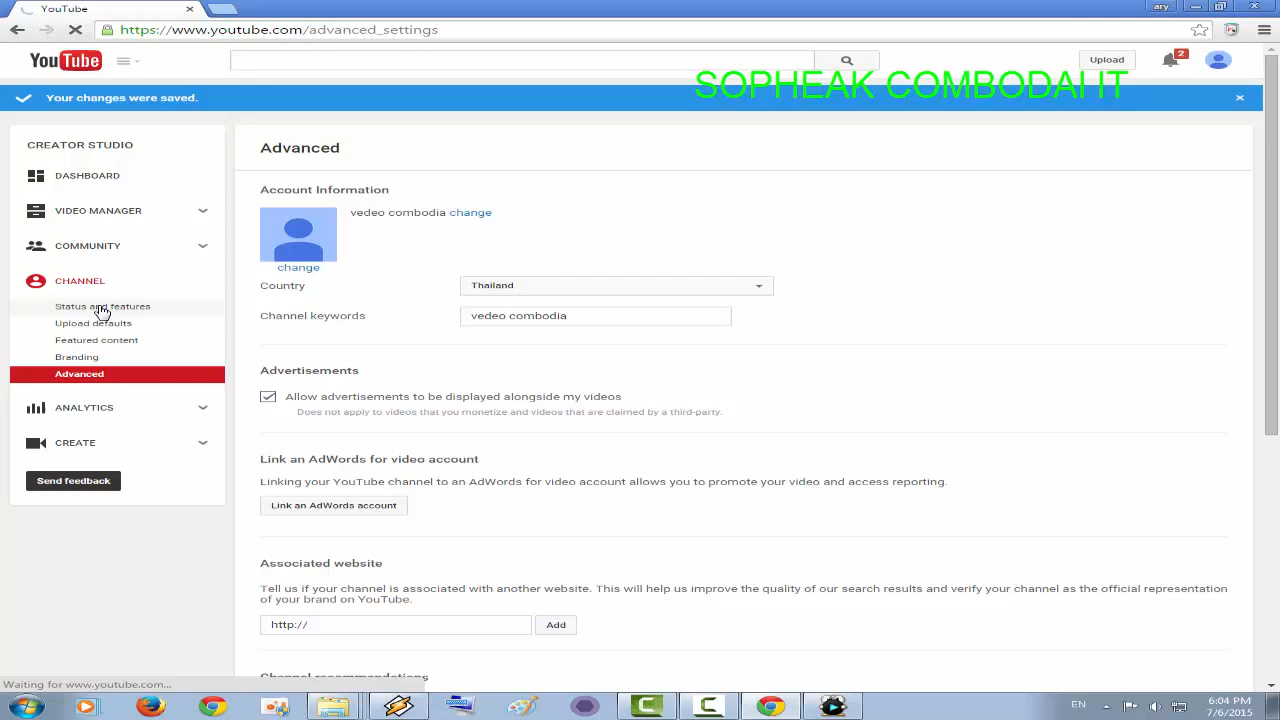 YouTube
ary
https://www.youtube.com/advanced_settings
YouTube
Upload
2
SOPHEAK COMBODAI IT
Your changes were saved.
CREATOR STUDIO
DASHBOARD
VIDEO MANAGER
COMMUNITY
CHANNEL
Status and features
Upload defaults
Featured content
Branding
Advanced
ANALYTICS
CREATE
Send feedback
Advanced
Account Information
vedeo combodia change
change
Country
Thailand
Channel keywords
vedeo combodia
Advertisements
Allow advertisements to be displayed alongside my videos
Does not apply to videos that you monetize and videos that are claimed by a third-party.
Link an AdWords for video account
Linking your YouTube channel to an AdWords for video account allows you to promote your video and access reporting.
Link an AdWords account
Associated website
Tell us if your channel is associated with another website. This will help us improve the quality of our search results and verify your channel as the official representation
of your brand on YouTube.
http://
Add
Channel recommendations
Waiting for www.youtube.com...
EN
6:04 PM
7/6/2015